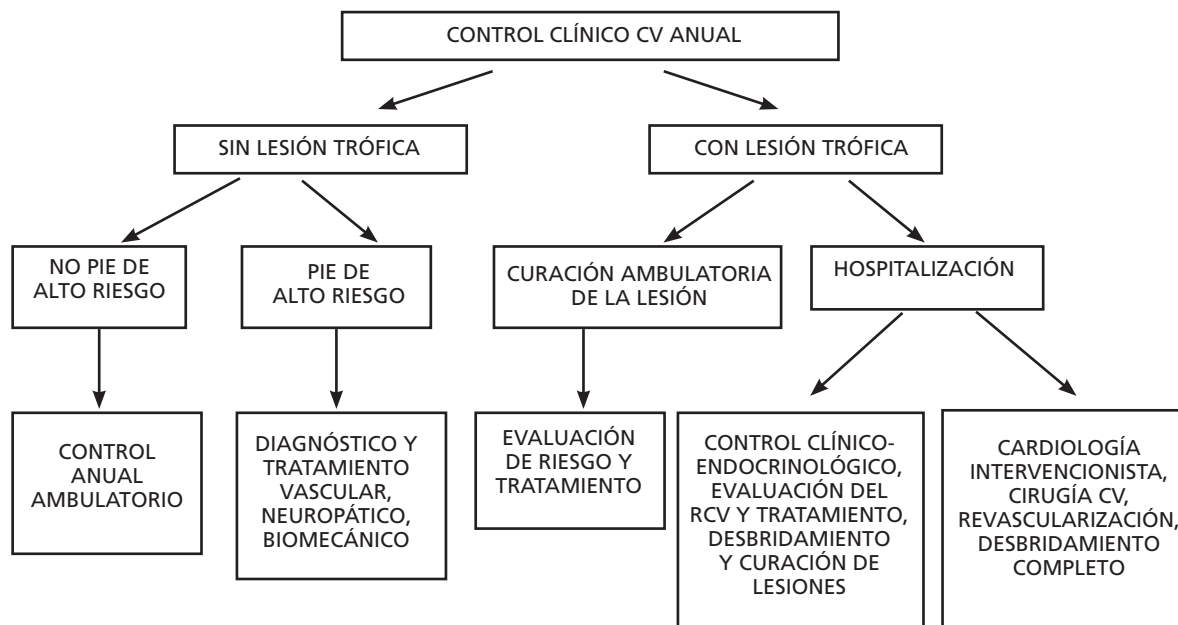 CONTROL CLÍNICO CV ANUAL
SIN LESIÓN TRÓFICA
CON LESIÓN TRÓFICA
NO PIE DE
ALTO RIESGO
PIE DE
ALTO RIESGO
CURACIÓN AMBULATORIA
DE LA LESIÓN
HOSPITALIZACIÓN
CONTROL
ANUAL
AMBULATORIO
DIAGNÓSTICO Y
TRATAMIENTO
VASCULAR,
NEUROPÁTICO,
BIOMECÁNICO
EVALUACIÓN
DE RIESGO Y
TRATAMIENTO
CONTROL CLÍNICO-
ENDOCRINOLÓGICO,
EVALUACIÓN DEL
RCV Y TRATAMIENTO,
DESBRIDAMIENTO
Y CURACIÓN DE
LESIONES
CARDIOLOGÍA
INTERVENCIONISTA,
CIRUGÍA CV,
REVASCULARIZACIÓN,
DESBRIDAMIENTO
COMPLETO